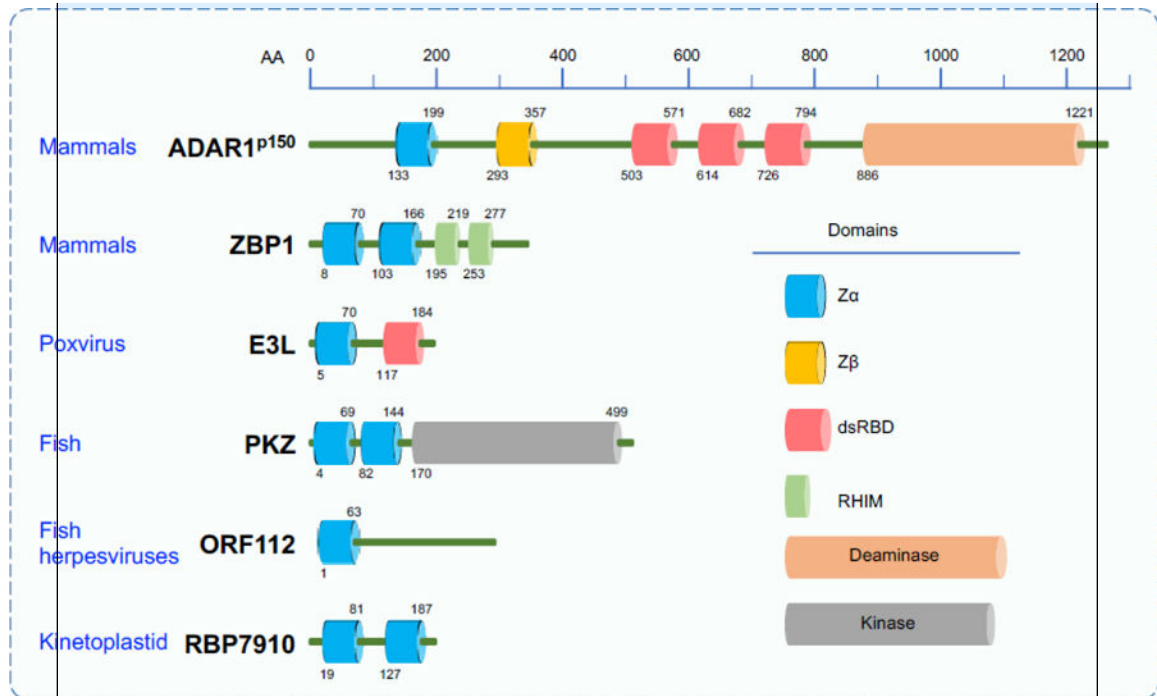 AA 0 200 400 600 800 1000 1200
199 357 571 682 794 1221
Mammals ADAR1p150
133 293 503 614 726 886
70 166 219 277
Mammals ZBP1
8 103 195 253
Domains
Zα
70 184
Poxvirus E3L
5 117
Zβ
69 144 499
Fish PKZ
4 82 170
dsRBD
RHIM
63
Fish
herpesviruses ORF112
1
Deaminase
81 187
Kinetoplastid RBP7910
19 127
Kinase